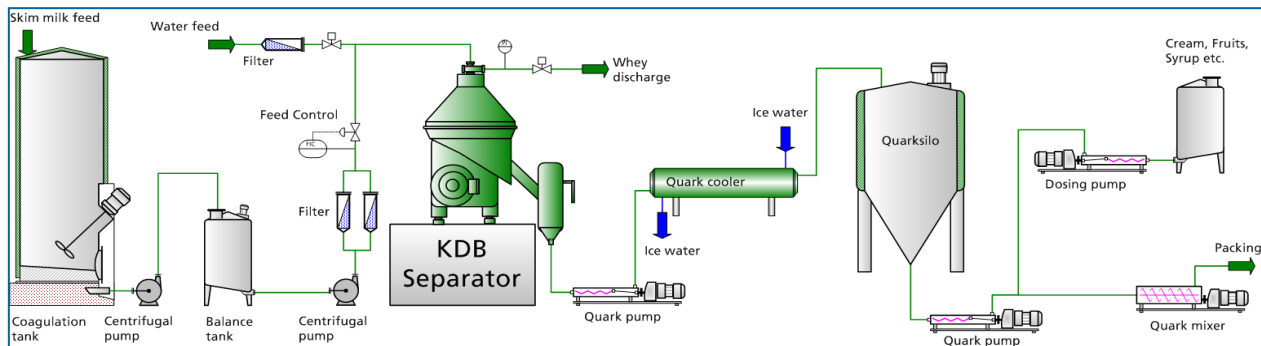 Skim milk feed
Water feed
Filter
PI
Whey
discharge
Feed Control
FIC
Filter
KDB
Separator
Coagulation
tank
Centrifugal
pump
Balance
tank
Centrifugal
pump
Quark pump
Quark cooler
Ice water
Ice water
Quarksilo
Quark pump
Cream, Fruits,
Syrup etc.
Dosing pump
Packing
Quark mixer